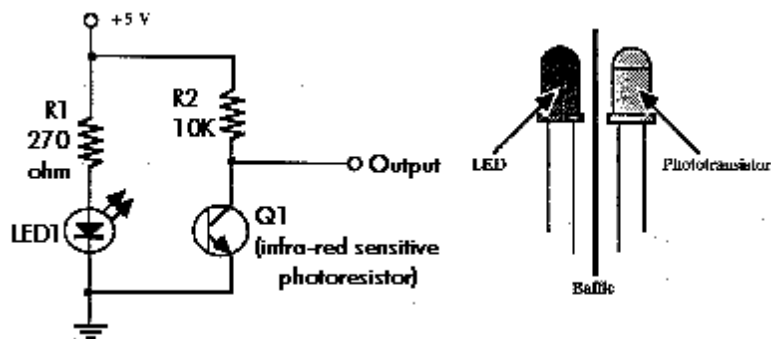 +5 V
R1
270
ohm
R2
10K
Output
LED1
Q1
(infra-red sensitive
photoresistor)
LED
Phototransistor
Baffle